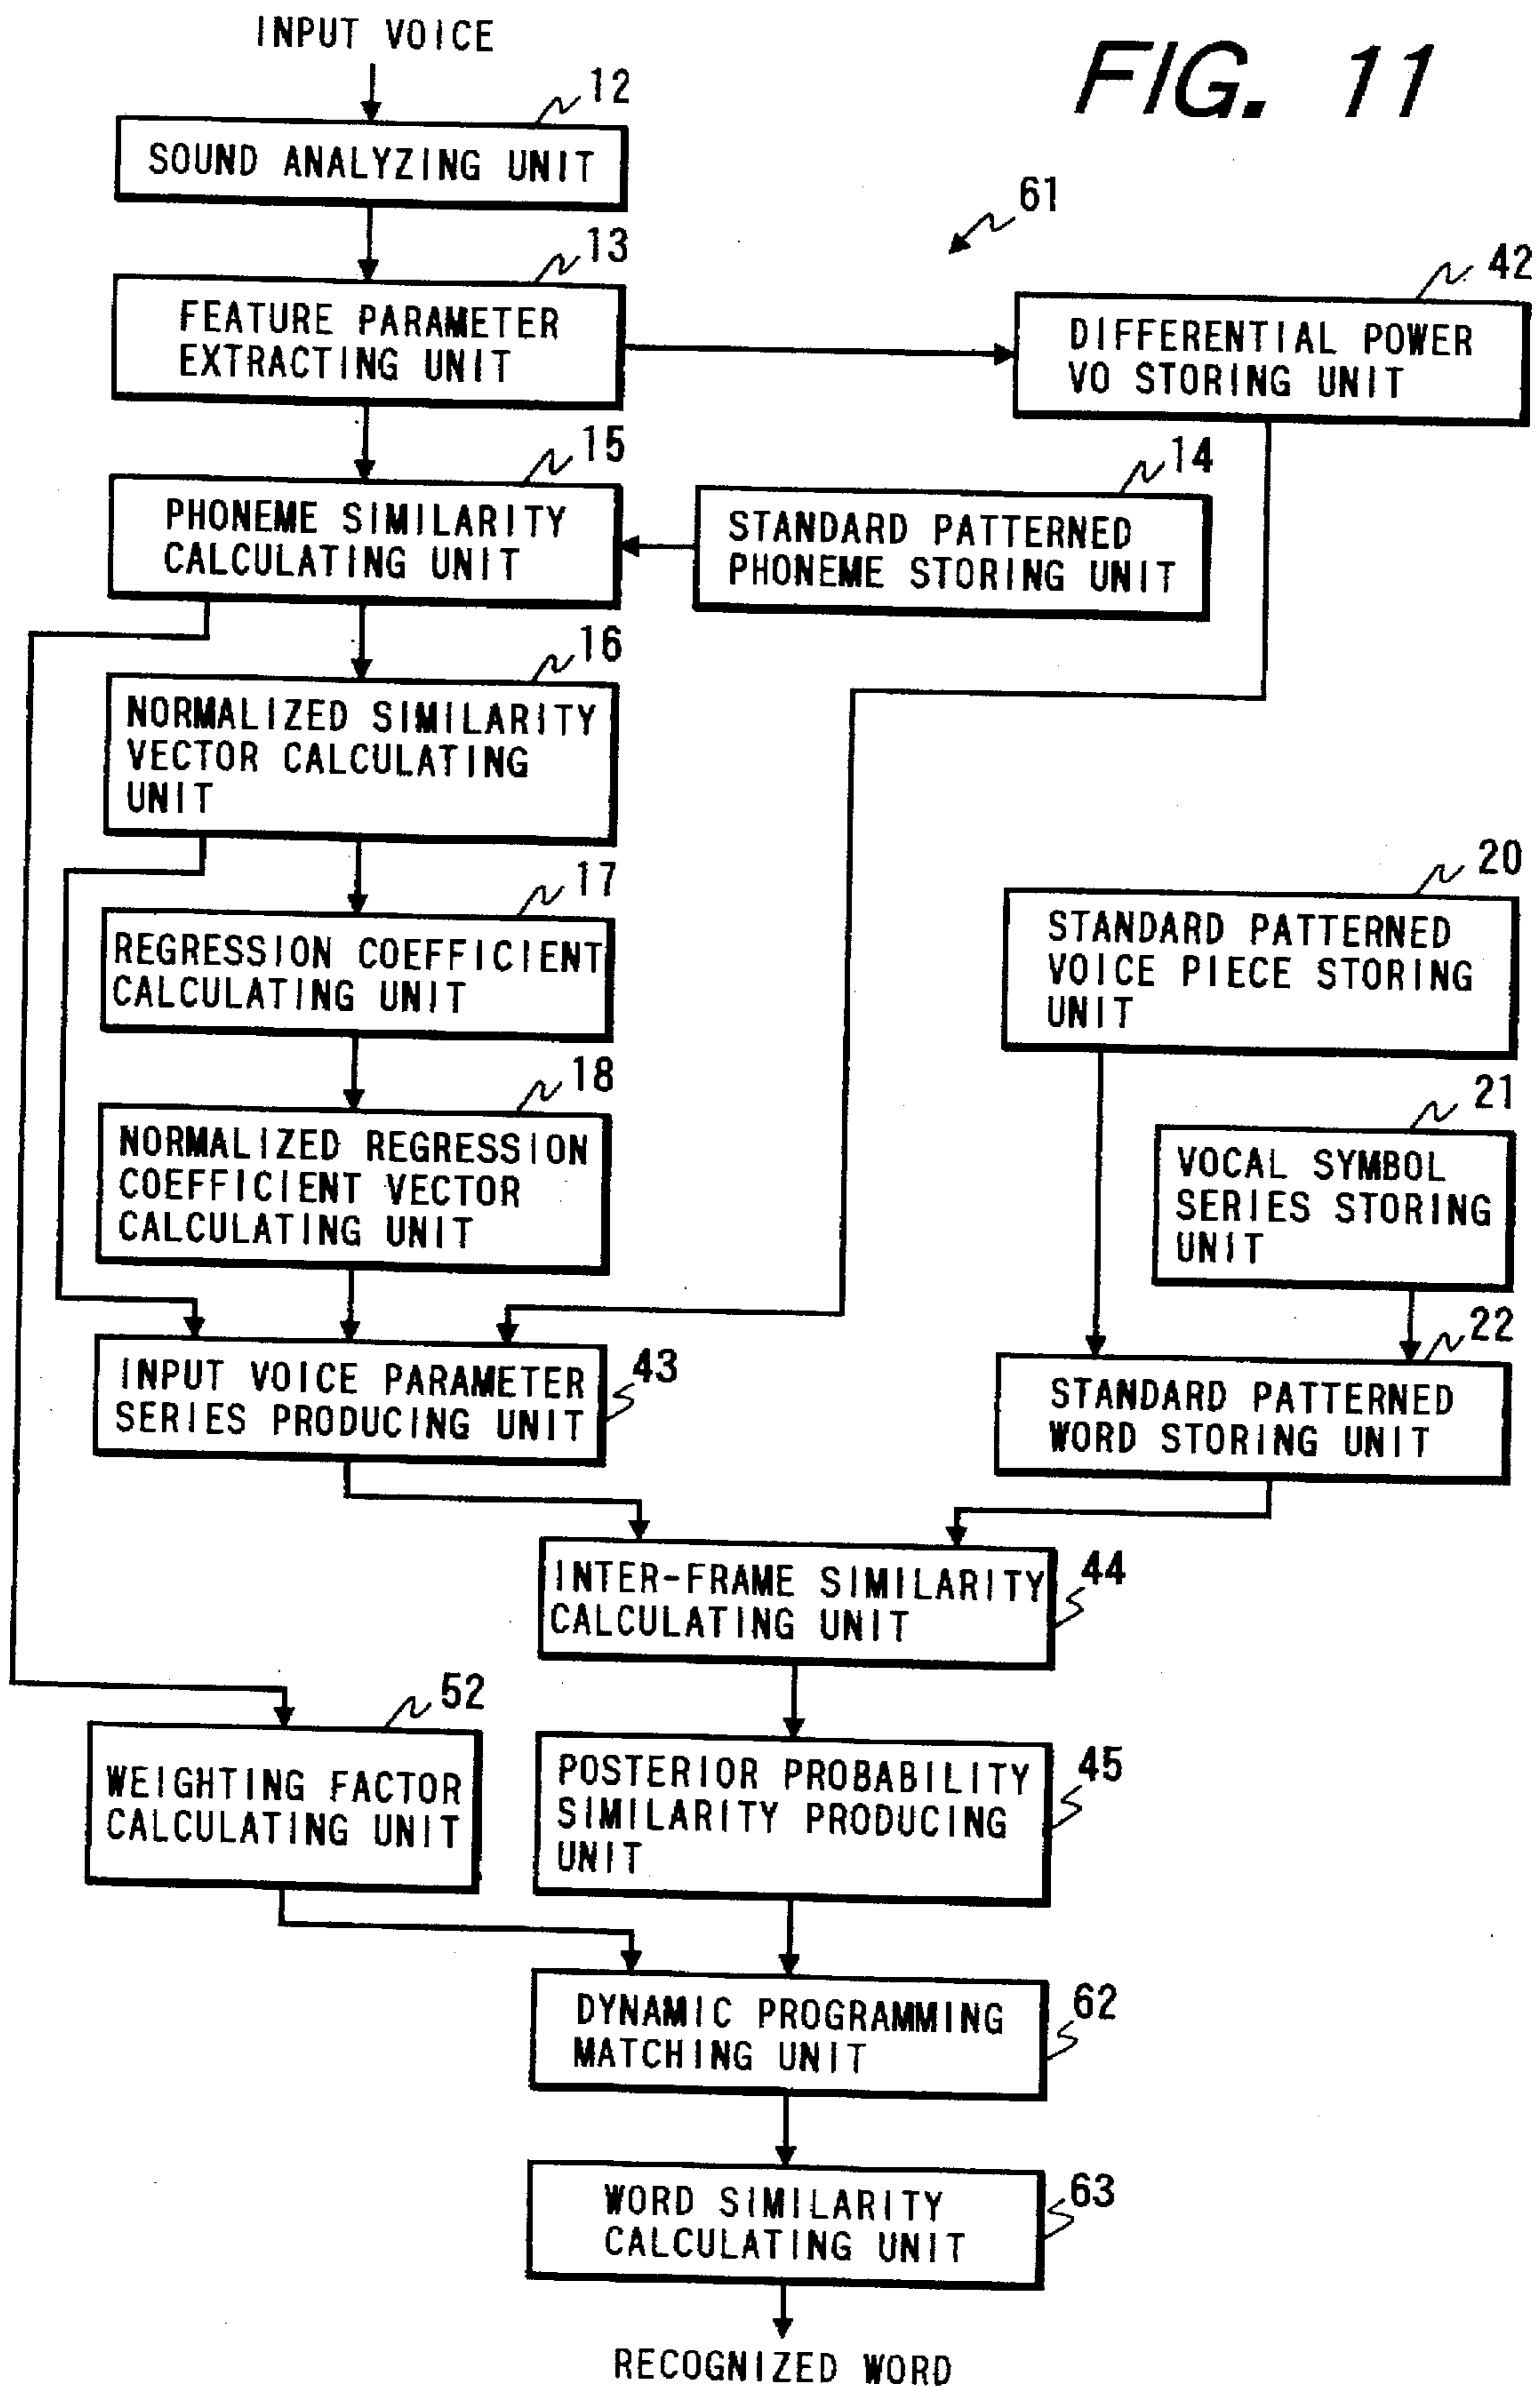 INPUT VOICE
FIG. 11
12
SOUND ANALYZING UNIT
61
13
FEATURE PARAMETER
EXTRACTING UNIT
42
DIFFERENTIAL POWER
VO STORING UNIT
15
PHONEME SIMILARITY
CALCULATING UNIT
14
STANDARD PATTERNED
PHONEME STORING UNIT
16
NORMALIZED SIMILARITY
VECTOR CALCULATING
UNIT
17
REGRESSION COEFFICIENT
CALCULATING UNIT
20
STANDARD PATTERNED
VOICE PIECE STORING
UNIT
18
NORMALIZED REGRESSION
COEFFICIENT VECTOR
CALCULATING UNIT
21
VOCAL SYMBOL
SERIES STORING
UNIT
43
INPUT VOICE PARAMETER
SERIES PRODUCING UNIT
22
STANDARD PATTERNED
WORD STORING UNIT
44
INTER-FRAME SIMILARITY
CALCULATING UNIT
52
WEIGHTING FACTOR
CALCULATING UNIT
45
POSTERIOR PROBABILITY
SIMILARITY PRODUCING
UNIT
62
DYNAMIC PROGRAMMING
MATCHING UNIT
63
WORD SIMILARITY
CALCULATING UNIT
RECOGNIZED WORD